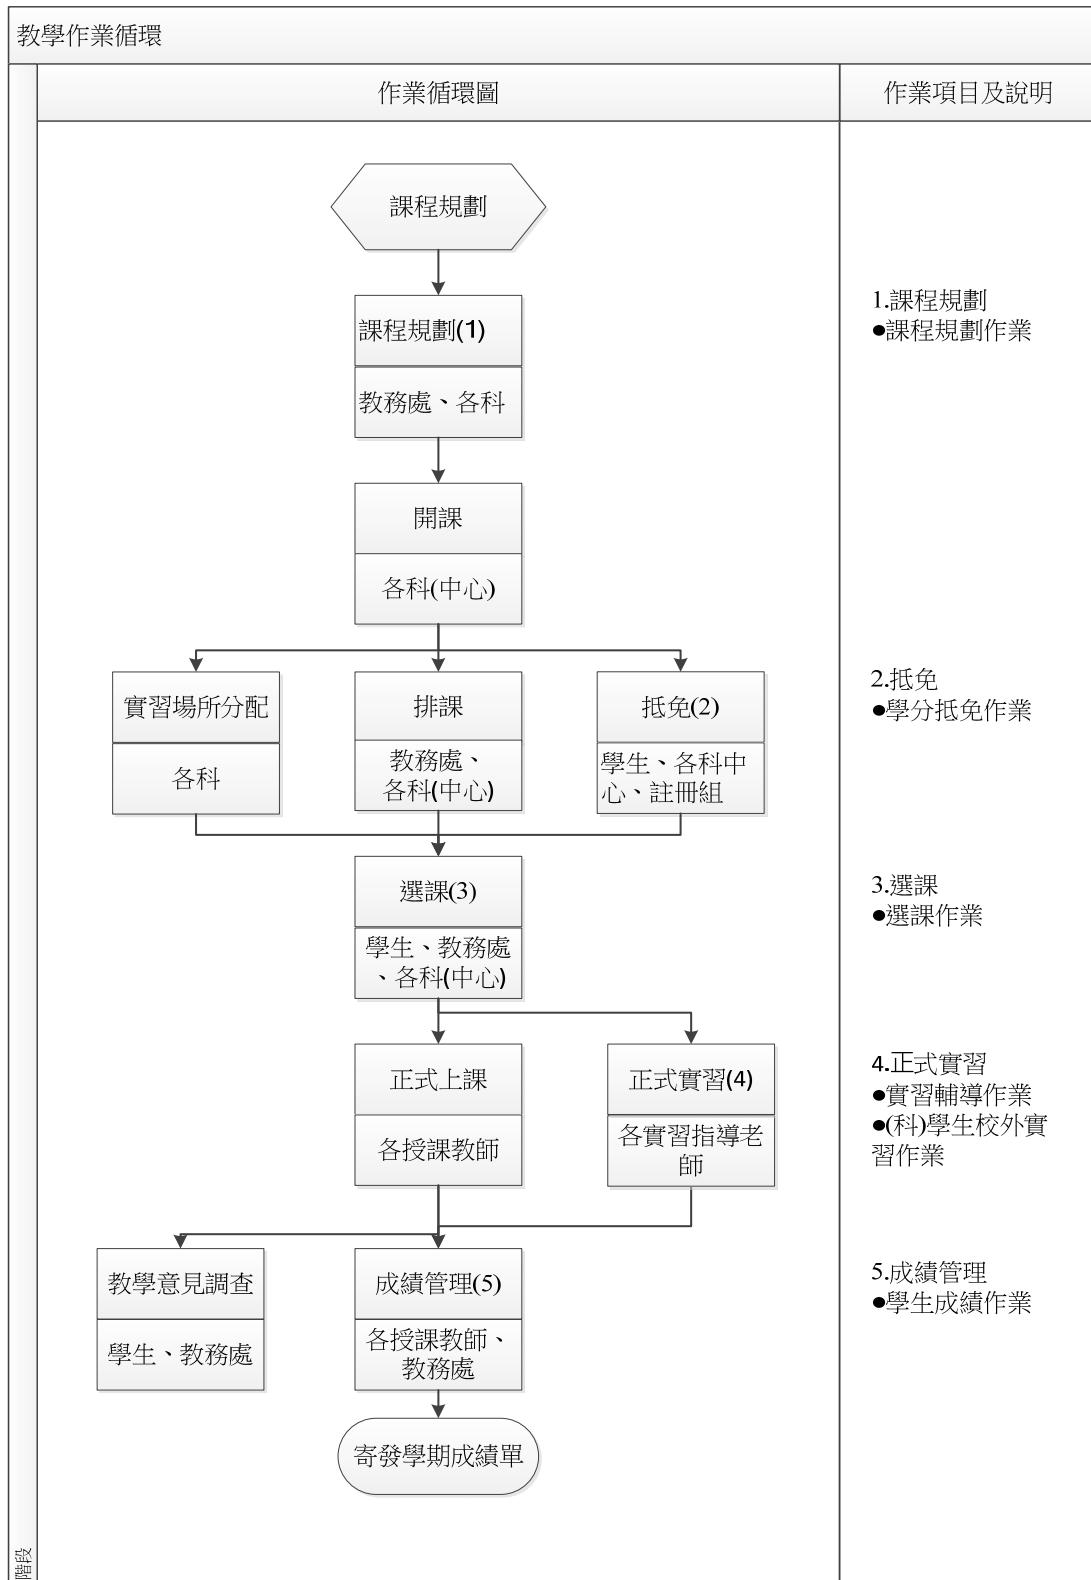 教學作業循環
作業循環圖
作業項目及說明
課程規劃
課程規劃(1)
教務處、各科
1.課程規劃
●課程規劃作業
開課
各科(中心)
實習場所分配
各科
排課
教務處、
各科(中心)
抵免(2)
學生、各科中
心、註冊組
2.抵免
●學分抵免作業
選課(3)
學生、教務處
、各科(中心)
3.選課
●選課作業
正式上課
各授課教師
正式實習(4)
各實習指導老
師
4.正式實習
●實習輔導作業
●(科)學生校外實
習作業
教學意見調查
學生、教務處
成績管理(5)
各授課教師、
教務處
5.成績管理
●學生成績作業
寄發學期成績單
階段